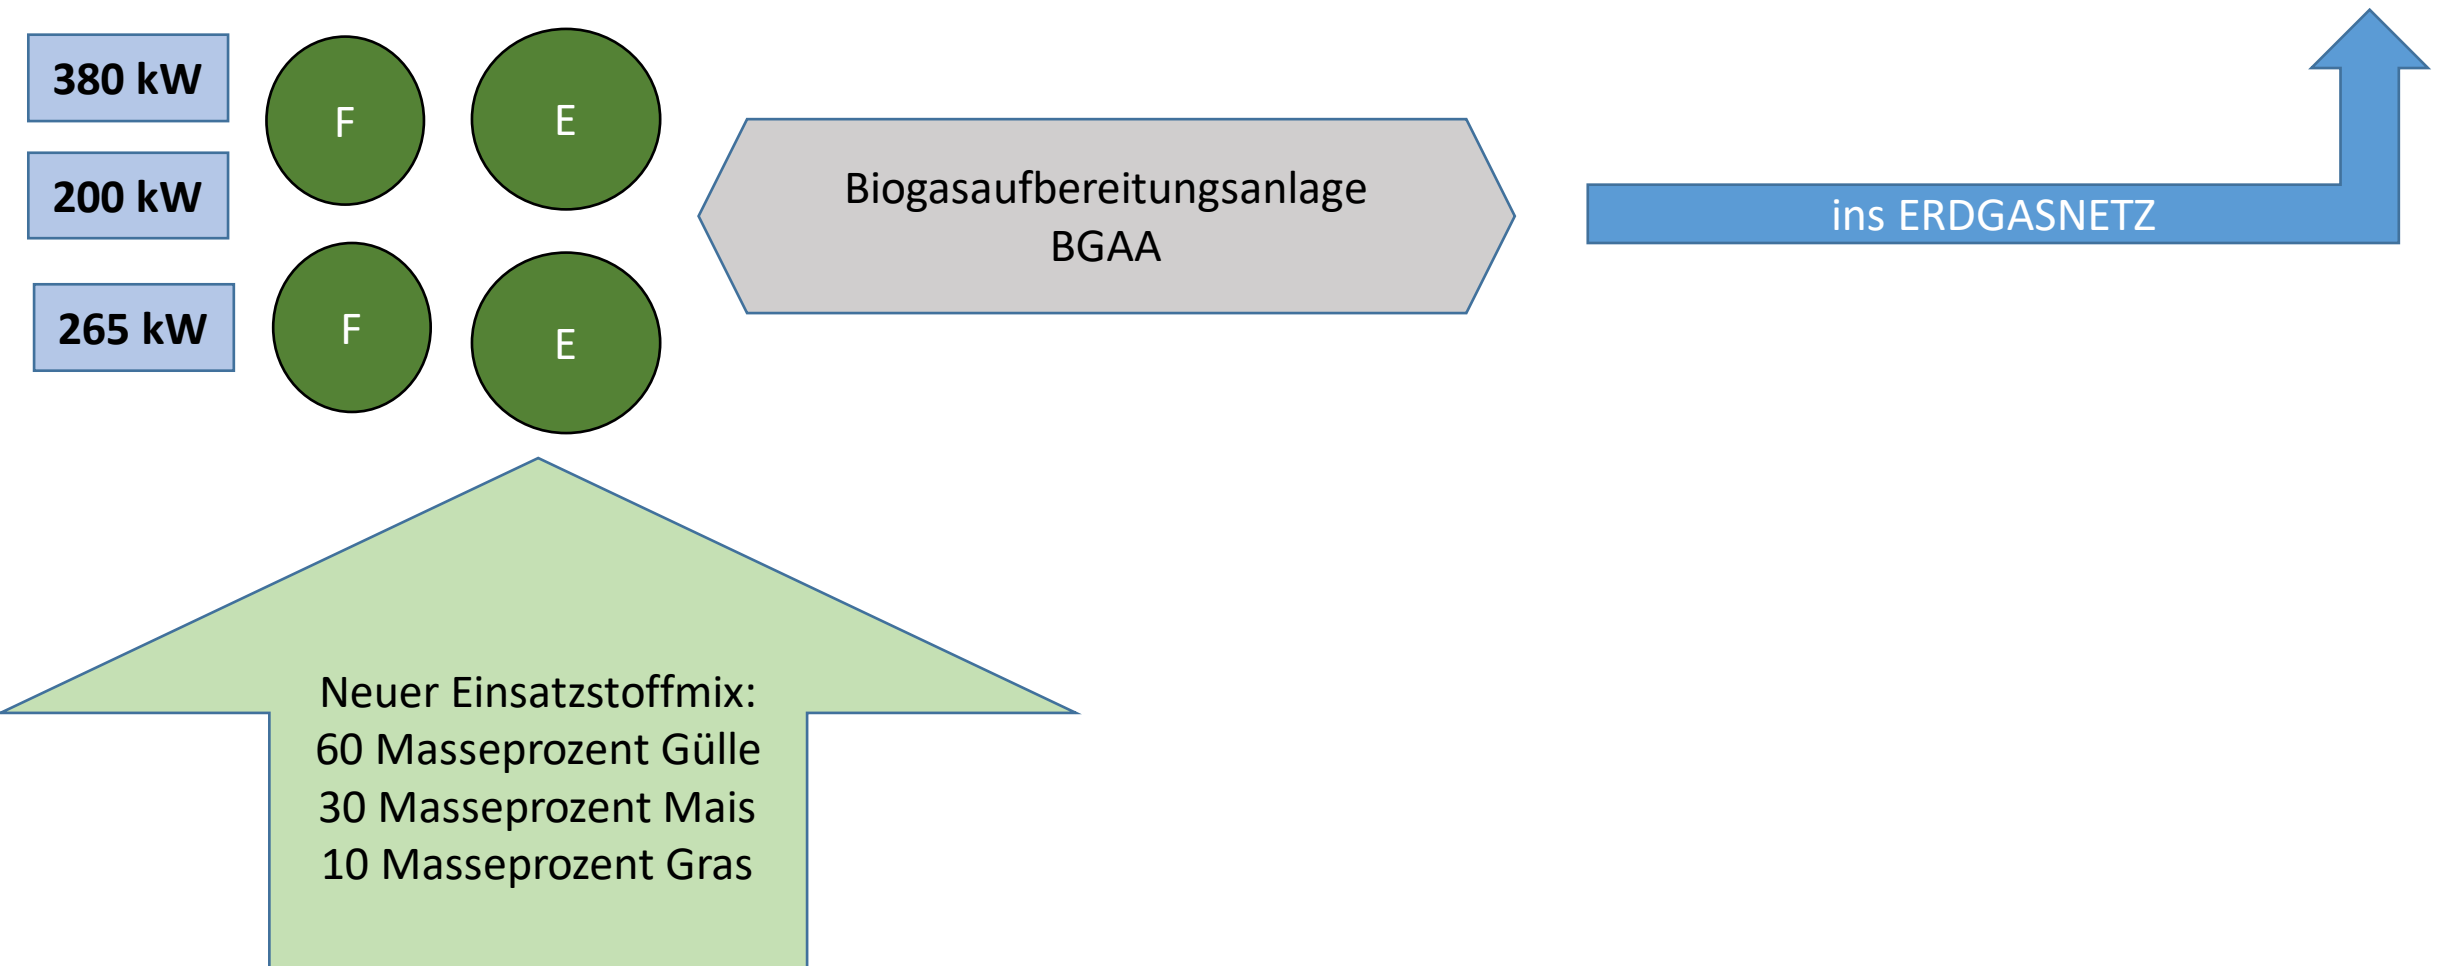 380 kW
200 kW
265 kW
F
E
F
E
Biogasaufbereitungsanlage
BGAA
ins ERDGASNETZ
Neuer Einsatzstoffmix:
60 Masseprozent Gülle
30 Masseprozent Mais
10 Masseprozent Gras